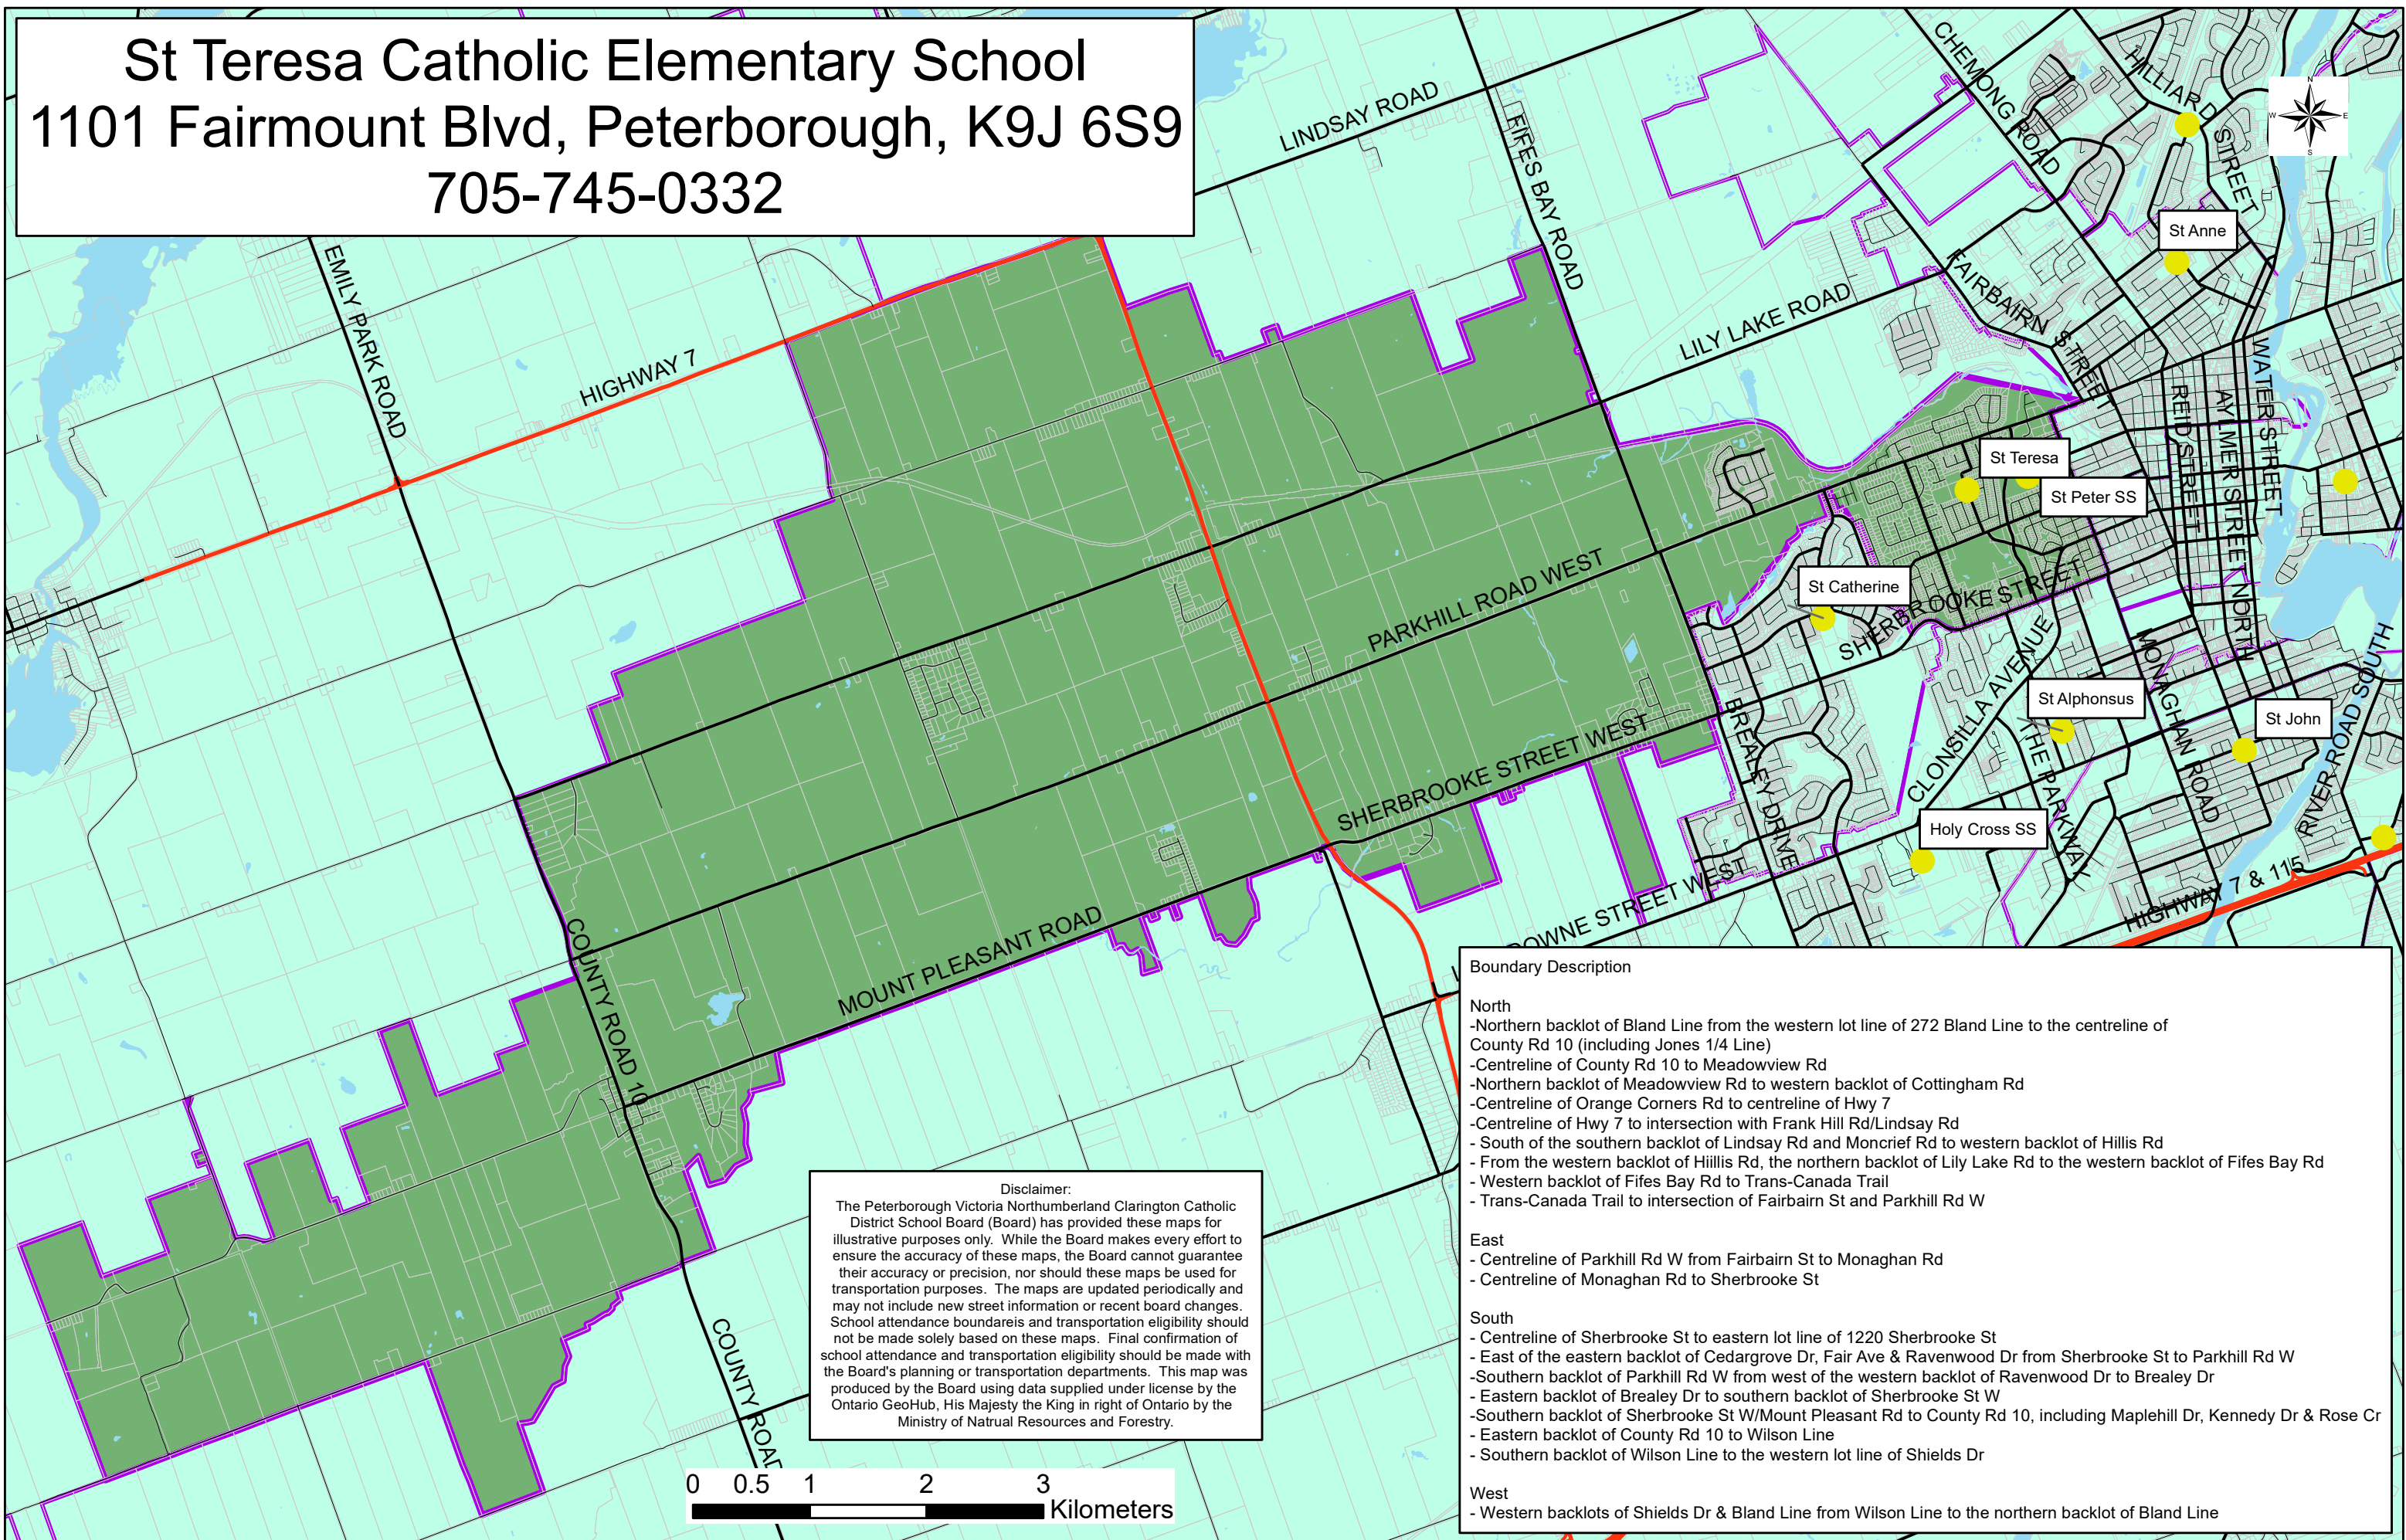 St Teresa Catholic Elementary School
1101 Fairmount Blvd, Peterborough, K9J 6S9
705-745-0332
LINDSAY ROAD
FIFES BAY ROAD
CHEMONG ROAD
HILLIARD STREET
N
W
E
S
St Anne
EMILY PARK ROAD
HIGHWAY 7
LILY LAKE ROAD
FAIRBAIRN STREET
WATER STREET
REID STREET
AYLMER STREET NORTH
St Teresa
St Peter SS
PARKHILL ROAD WEST
St Catherine
SHERBROOKE STREET
MONAGHAN ROAD
CLONSILLA AVENUE
St Alphonsus
St John
RIVER ROAD SOUTH
BREALEY DRIVE
THE PARKWAY
SHERBROOKE STREET WEST
Holy Cross SS
HIGHWAY 7 & 115
L
DOWNE STREET WEST
MOUNT PLEASANT ROAD
COUNTY ROAD 10
COUNTY ROAD
Boundary Description
North
-Northern backlot of Bland Line from the western lot line of 272 Bland Line to the centreline of
County Rd 10 (including Jones 1/4 Line)
-Centreline of County Rd 10 to Meadowview Rd
-Northern backlot of Meadowview Rd to western backlot of Cottingham Rd
-Centreline of Orange Corners Rd to centreline of Hwy 7
-Centreline of Hwy 7 to intersection with Frank Hill Rd/Lindsay Rd
- South of the southern backlot of Lindsay Rd and Moncrief Rd to western backlot of Hillis Rd
- From the western backlot of Hiillis Rd, the northern backlot of Lily Lake Rd to the western backlot of Fifes Bay Rd
- Western backlot of Fifes Bay Rd to Trans-Canada Trail
- Trans-Canada Trail to intersection of Fairbairn St and Parkhill Rd W
East
- Centreline of Parkhill Rd W from Fairbairn St to Monaghan Rd
- Centreline of Monaghan Rd to Sherbrooke St
South
- Centreline of Sherbrooke St to eastern lot line of 1220 Sherbrooke St
- East of the eastern backlot of Cedargrove Dr, Fair Ave & Ravenwood Dr from Sherbrooke St to Parkhill Rd W
-Southern backlot of Parkhill Rd W from west of the western backlot of Ravenwood Dr to Brealey Dr
- Eastern backlot of Brealey Dr to southern backlot of Sherbrooke St W
-Southern backlot of Sherbrooke St W/Mount Pleasant Rd to County Rd 10, including Maplehill Dr, Kennedy Dr & Rose Cr
- Eastern backlot of County Rd 10 to Wilson Line
- Southern backlot of Wilson Line to the western lot line of Shields Dr
West
- Western backlots of Shields Dr & Bland Line from Wilson Line to the northern backlot of Bland Line
Disclaimer:
The Peterborough Victoria Northumberland Clarington Catholic
District School Board (Board) has provided these maps for
illustrative purposes only. While the Board makes every effort to
ensure the accuracy of these maps, the Board cannot guarantee
their accuracy or precision, nor should these maps be used for
transportation purposes. The maps are updated periodically and
may not include new street information or recent board changes.
School attendance boundareis and transportation eligibility should
not be made solely based on these maps. Final confirmation of
school attendance and transportation eligibility should be made with
the Board's planning or transportation departments. This map was
produced by the Board using data supplied under license by the
Ontario GeoHub, His Majesty the King in right of Ontario by the
Ministry of Natrual Resources and Forestry.
0 0.5 1 2 3
Kilometers